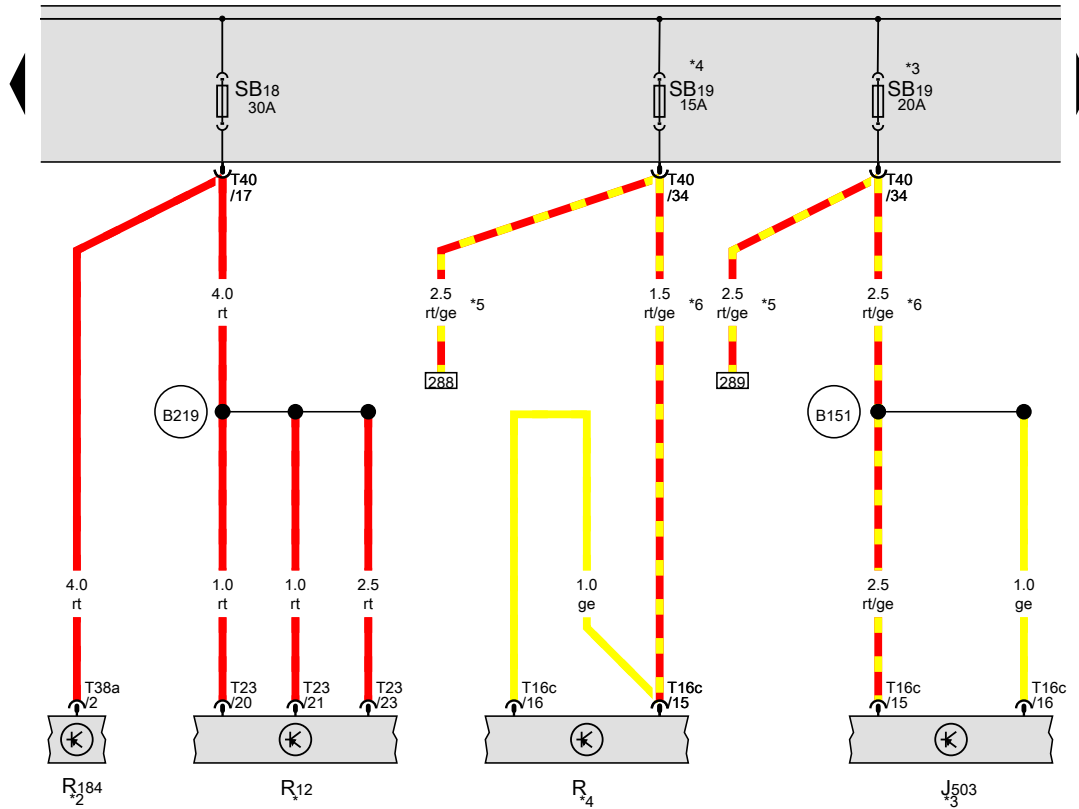 *4
*3
SB18
30A
SB19
15A
SB19
20A
T40
/17
T40
/34
T40
/34
4.0
rt
2.5
rt/ge
*5
1.5
rt/ge
*6
2.5
rt/ge
*5
2.5
rt/ge
*6
288
289
B219
B151
4.0
rt
1.0
rt
1.0
rt
2.5
rt
1.0
ge
2.5
rt/ge
1.0
ge
T38a
/2
T23
/20
T23
/21
T23
/23
T16c
/16
T16c
/15
T16c
/15
T16c
/16
R184
*2
R12
*
R
*4
J503
*3